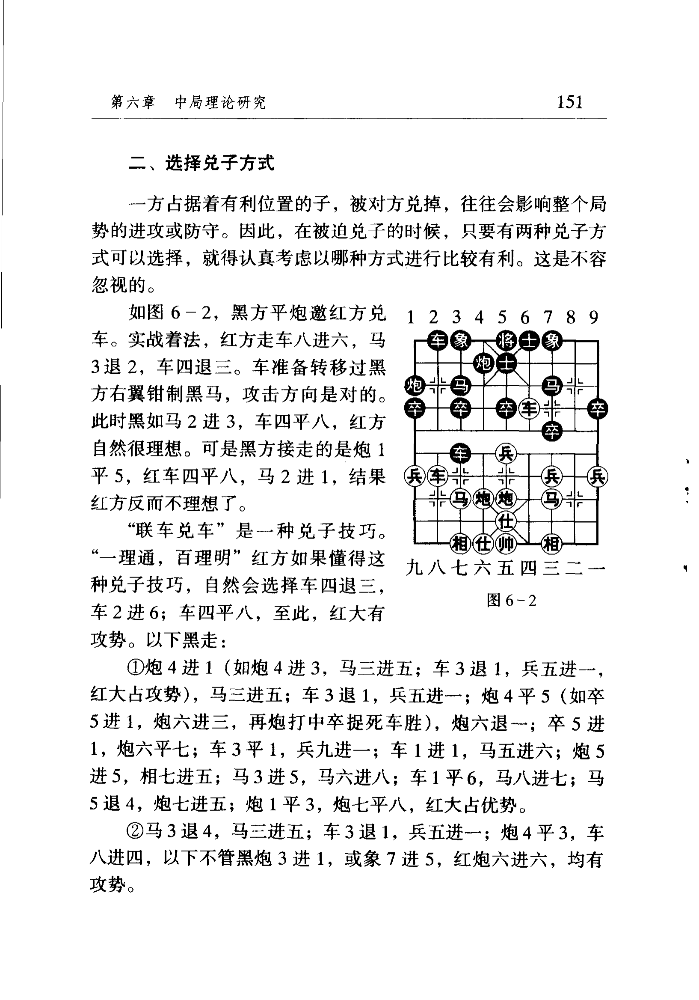 第六章 中局理论研究 151
二、选择兑子方式
一方占据着有利位置的子，被对方兑掉，往往会影响整个局
势的进攻或防守。因此，在被迫兑子的时候，只要有两种兑子方
式可以选择，就得认真考虑以哪种方式进行比较有利。这是不容
忽视的。
如图 6－2，黑方平炮邀红方兑
车。实战着法，红方走车八进六，马
3退 2，车四退三。车准备转移过黑
方右翼钳制黑马，攻击方向是对的。
此时黑如马 2 进 3，车四平八，红方
自然很理想。可是黑方接走的是炮 1
平 5，红车四平八，马 2 进 1，结果
红方反而不理想了。
“联车兑车”是一种兑子技巧。
“一理通，百理明”红方如果懂得这
种兑子技巧，自然会选择车四退三，
车 2 进 6；车四平八，至此，红大有
攻势。以下黑走：
1 2 3 4 5 6 7 8 9
车 象 将 士 象
炮 士
炮 马 马
卒 卒 卒 车 卒
卒
车 兵
兵 车 兵 兵
马 炮 炮 马
仕
相 仕 帅 相
九 八 七 六 五 四 三 二 一
图 6－2
①炮 4 进 1（如炮 4 进 3，马三进五；车 3 退 1，兵五进一，
红大占攻势），马三进五；车 3 退 1，兵五进一；炮 4 平 5（如卒
5 进 1，炮六进三，再炮打中卒捉死车胜），炮六退一；卒 5 进
1，炮六平七；车 3 平 1，兵九进一；车 1 进 1，马五进六；炮 5
进 5，相七进五；马 3 进 5，马六进八；车 1 平 6，马八进七；马
5 退 4，炮七进五；炮 1 平 3，炮七平八，红大占优势。
②马 3 退 4，马三进五；车 3 退 1，兵五进一；炮 4 平 3，车
八进四，以下不管黑炮 3 进 1，或象 7 进 5，红炮六进六，均有
攻势。